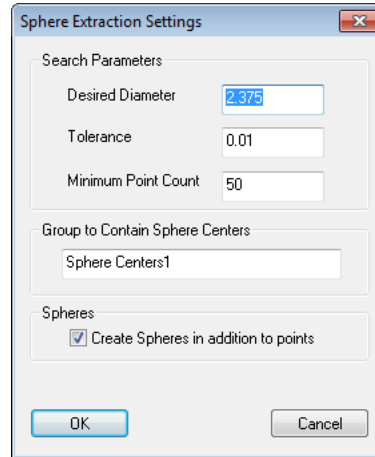 Sphere Extraction Settings
Search Parameters
Desired Diameter 2.375
Tolerance 0.01
Minimum Point Count 50
Group to Contain Sphere Centers
Sphere Centers1
Spheres
Create Spheres in addition to points
OK Cancel